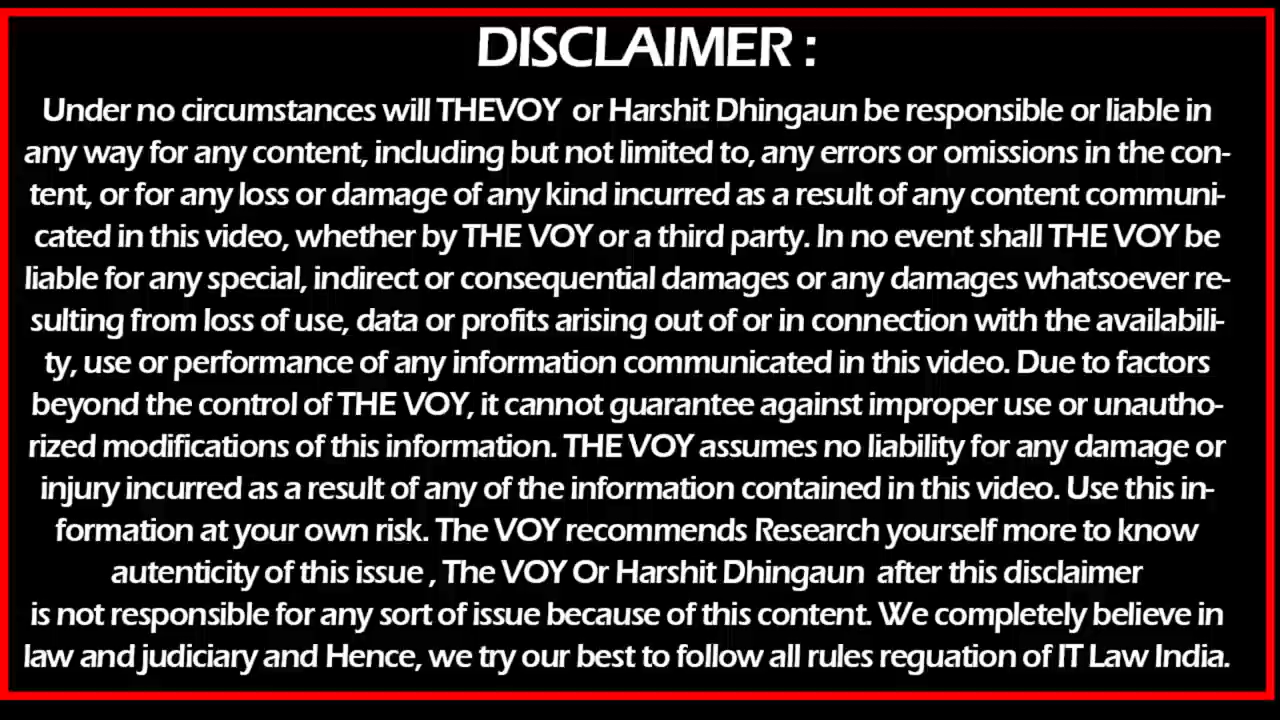 DISCLAIMER :
Under no circumstances will THEVOY or Harshit Dhingaun be responsible or liable in
any way for any content, including but not limited to, any errors or omissions in the con-
tent, or for any loss or damage of any kind incurred as a result of any content communi-
cated in this video, whether by THE VOY or a third party. In no event shall THE VOY be
liable for any special, indirect or consequential damages or any damages whatsoever re-
sulting from loss of use, data or profits arising out of or in connection with the availabili-
ty, use or performance of any information communicated in this video. Due to factors
beyond the control of THE VOY, it cannot guarantee against improper use or unautho-
rized modifications of this information. THE VOY assumes no liability for any damage or
injury incurred as a result of any of the information contained in this video. Use this in-
formation at your own risk. The VOY recommends Research yourself more to know
autenticity of this issue , The VOY Or Harshit Dhingaun after this disclaimer
is not responsible for any sort of issue because of this content. We completely believe in
law and judiciary and Hence, we try our best to follow all rules reguation of IT Law India.